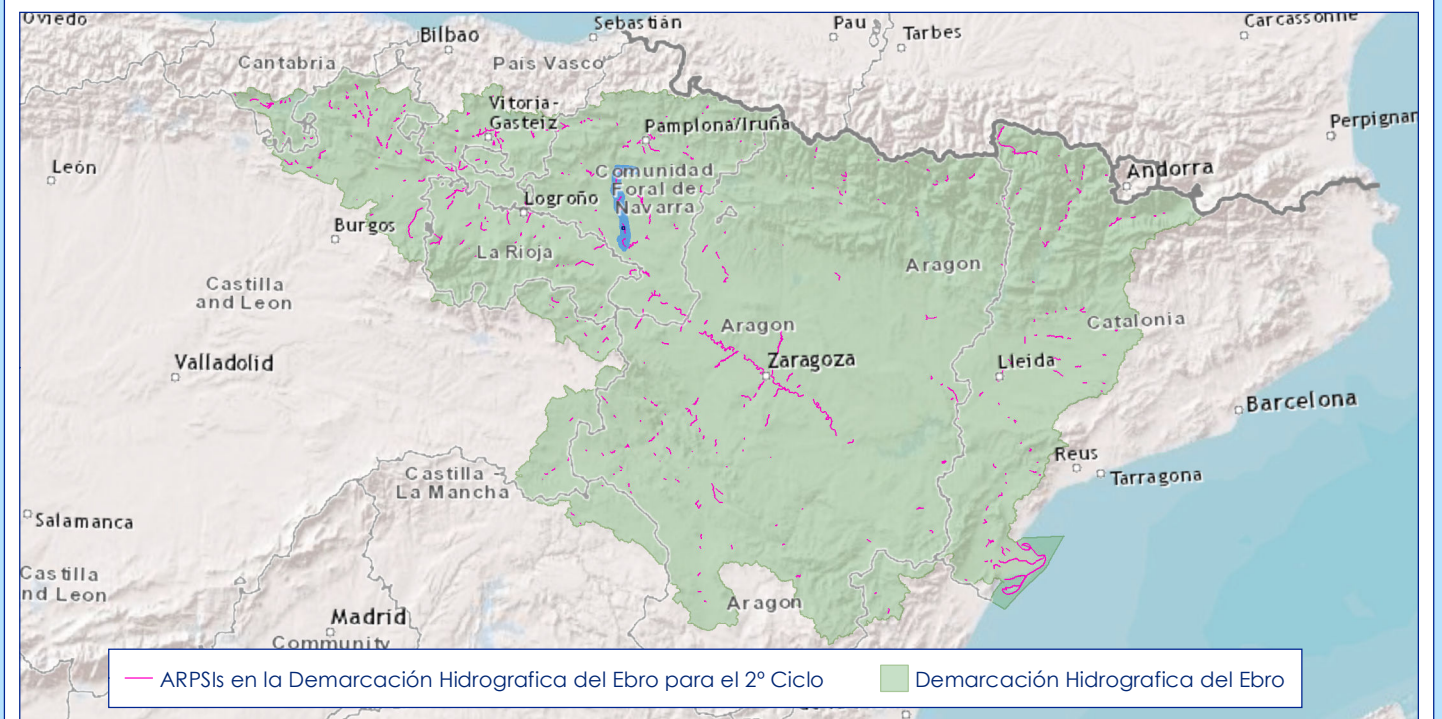 Oviedo
Sebastián
Pau
Tarbes
Carcassonne
Bilbao
Cantabria
País Vasco
Vitoria-
Gasteiz
Pamplona/Iruña
Perpignan
León
Comunidad
Foral de
Navarra
Andorra
Logroño
Burgos
La Rioja
Aragon
Castilla
and Leon
Aragon
Catalonia
Valladolid
Zaragoza
Lleida
Barcelona
Reus
Castilla -
La Mancha
Tarragona
Salamanca
Castilla
nd Leon
Aragon
Madrid
Community
ARPSIs en la Demarcación Hidrografica del Ebro para el 2º Ciclo
Demarcación Hidrografica del Ebro